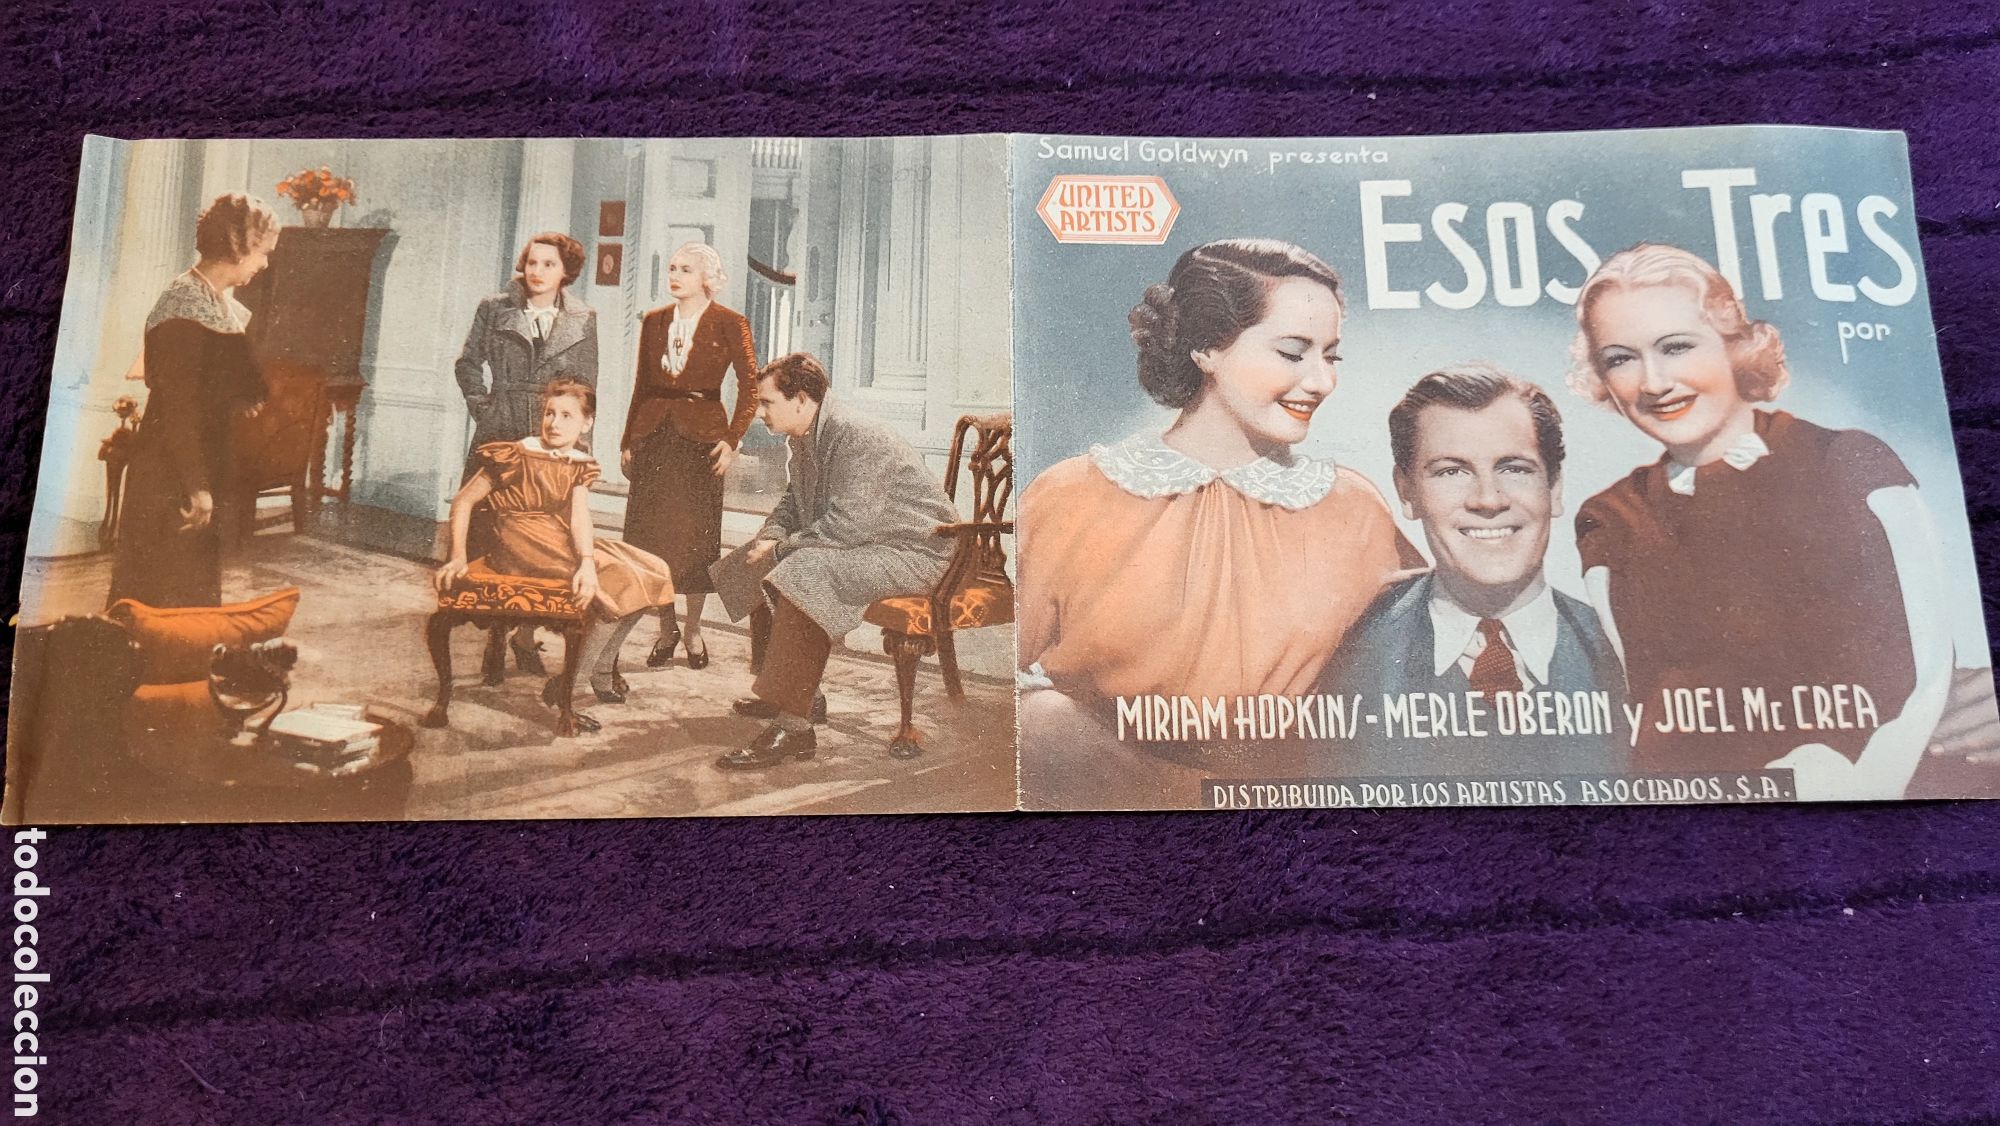 Samuel Goldwyn presenta
UNITED
ARTISTS
Esos Tres
por
MIRIAM HOPKINS - MERLE OBERON y JOEL Mc CREA
DISTRIBUIDA POR LOS ARTISTAS ASOCIADOS, S.A.
todocoleccion